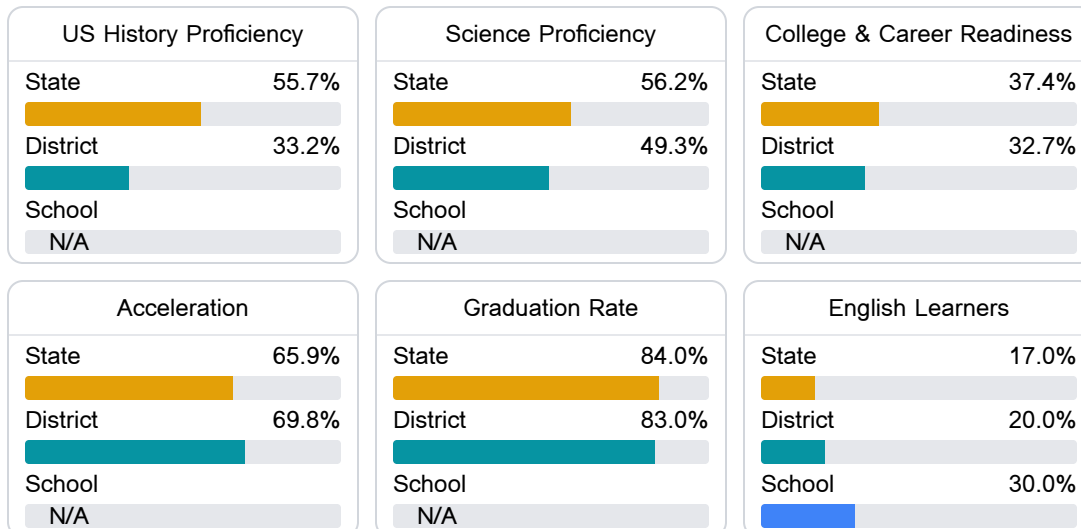 US History Proficiency
State 55.7%
District 33.2%
School
N/A
Science Proficiency
State 56.2%
District 49.3%
School
N/A
College & Career Readiness
State 37.4%
District 32.7%
School
N/A
Acceleration
State 65.9%
District 69.8%
School
N/A
Graduation Rate
State 84.0%
District 83.0%
School
N/A
English Learners
State 17.0%
District 20.0%
School 30.0%